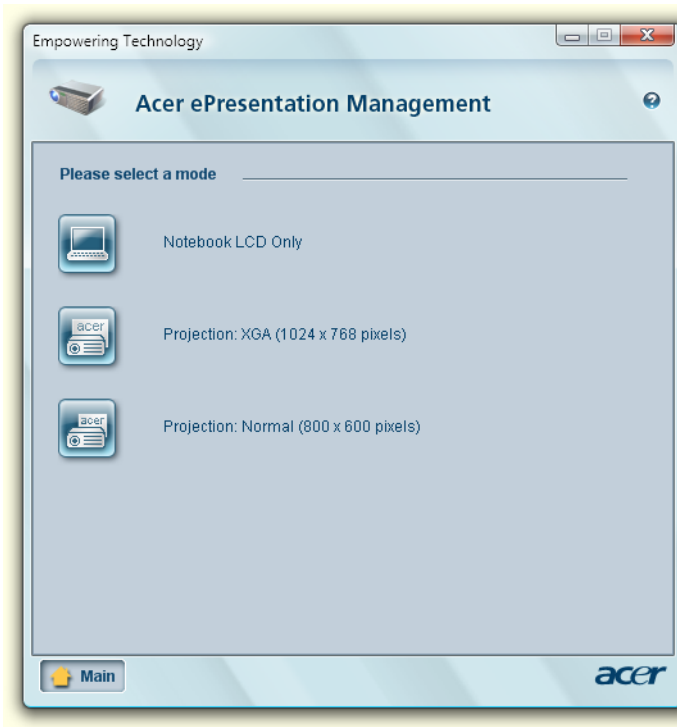 Empowering Technology
Acer ePresentation Management
Please select a mode
Notebook LCD Only
acer
Projection: XGA (1024 x 768 pixels)
acer
Projection: Normal (800 x 600 pixels)
Main
acer